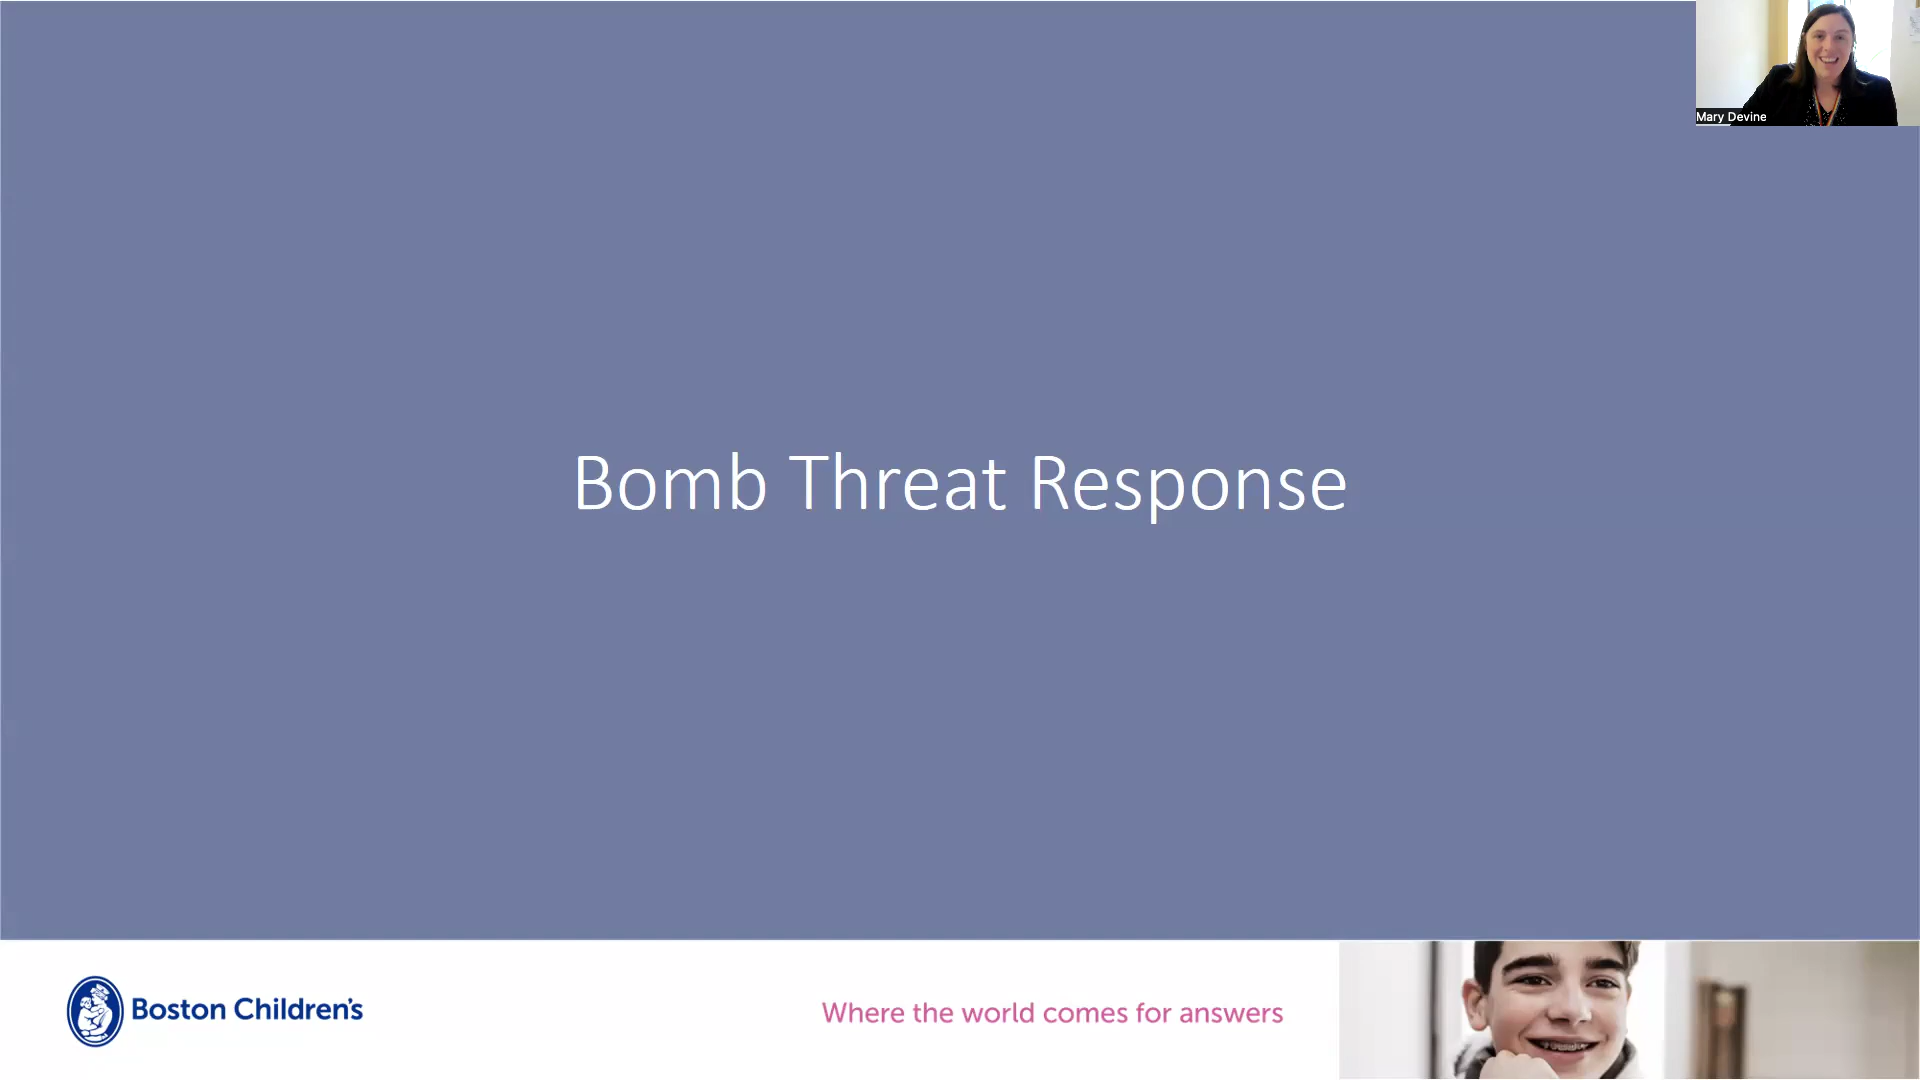 Mary Devine
Bomb Threat Response
Boston Children's
Where the world comes for answers